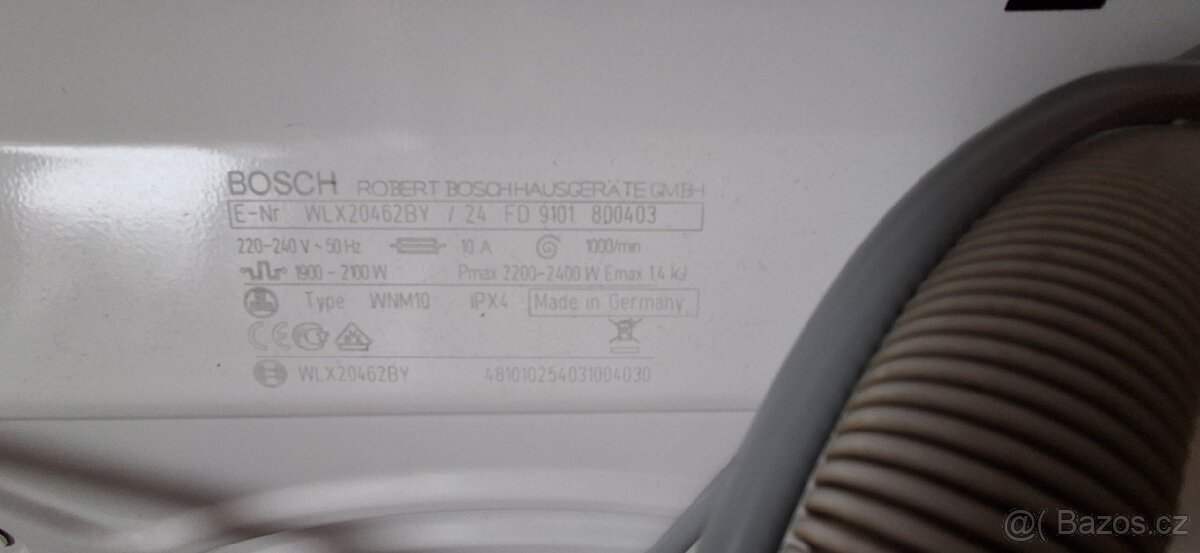 BOSCH ROBERT BOSCH HAUSGERÄTE GMBH
E-Nr WLX20462BY / 24 FD 9101 800403
220-240 V ~ 50 Hz 10 A 1000/min
1900 - 2100 W Pmax 2200-2400 W Emax 1.4 kJ
Type WNM10 IPX4 Made in Germany
CE
WLX20462BY 481010254031004030
@( Bazos.cz